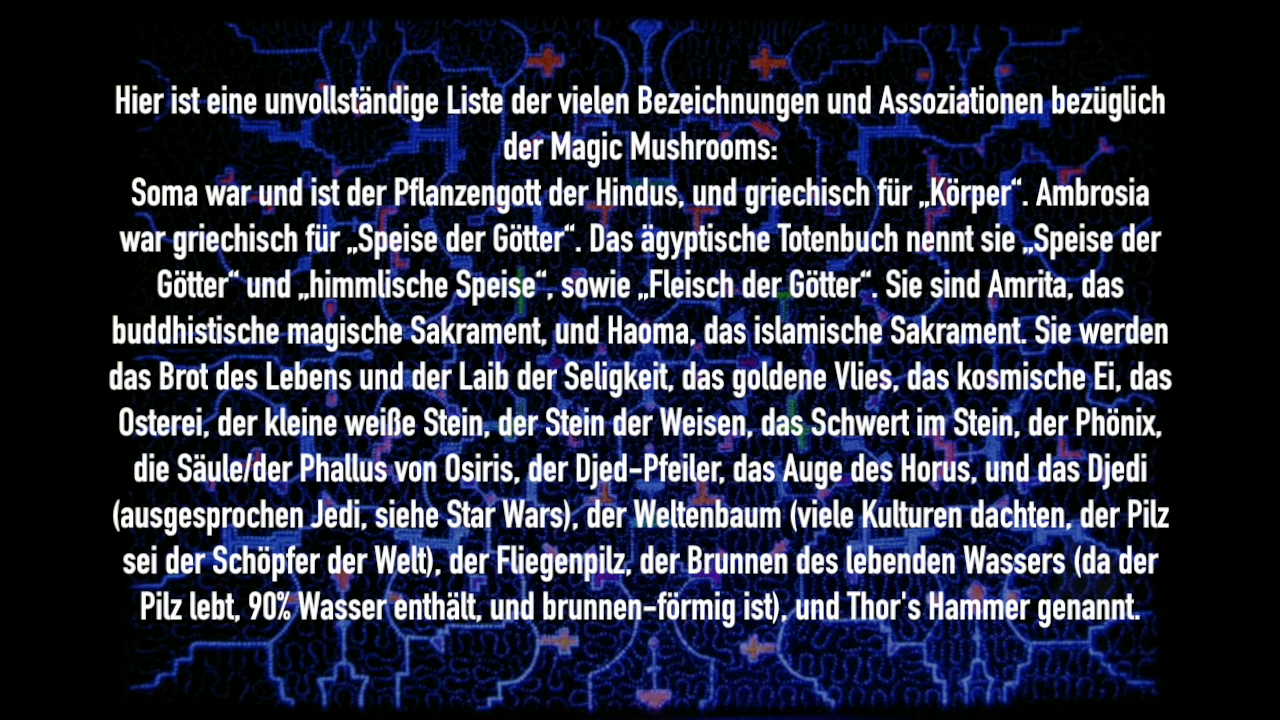 Hier ist eine unvollständige Liste der vielen Bezeichnungen und Assoziationen bezüglich
der Magic Mushrooms:
Soma war und ist der Pflanzengott der Hindus, und griechisch für „Körper“. Ambrosia
war griechisch für „Speise der Götter“. Das ägyptische Totenbuch nennt sie „Speise der
Götter“ und „himmlische Speise“, sowie „Fleisch der Götter“. Sie sind Amrita, das
buddhistische magische Sakrament, und Haoma, das islamische Sakrament. Sie werden
das Brot des Lebens und der Laib der Seligkeit, das goldene Vlies, das kosmische Ei, das
Osterei, der kleine weiße Stein, der Stein der Weisen, das Schwert im Stein, der Phönix,
die Säule/der Phallus von Osiris, der Djed-Pfeiler, das Auge des Horus, und das Djedi
(ausgesprochen Jedi, siehe Star Wars), der Weltenbaum (viele Kulturen dachten, der Pilz
sei der Schöpfer der Welt), der Fliegenpilz, der Brunnen des lebenden Wassers (da der
Pilz lebt, 90% Wasser enthält, und brunnen-förmig ist), und Thor's Hammer genannt.